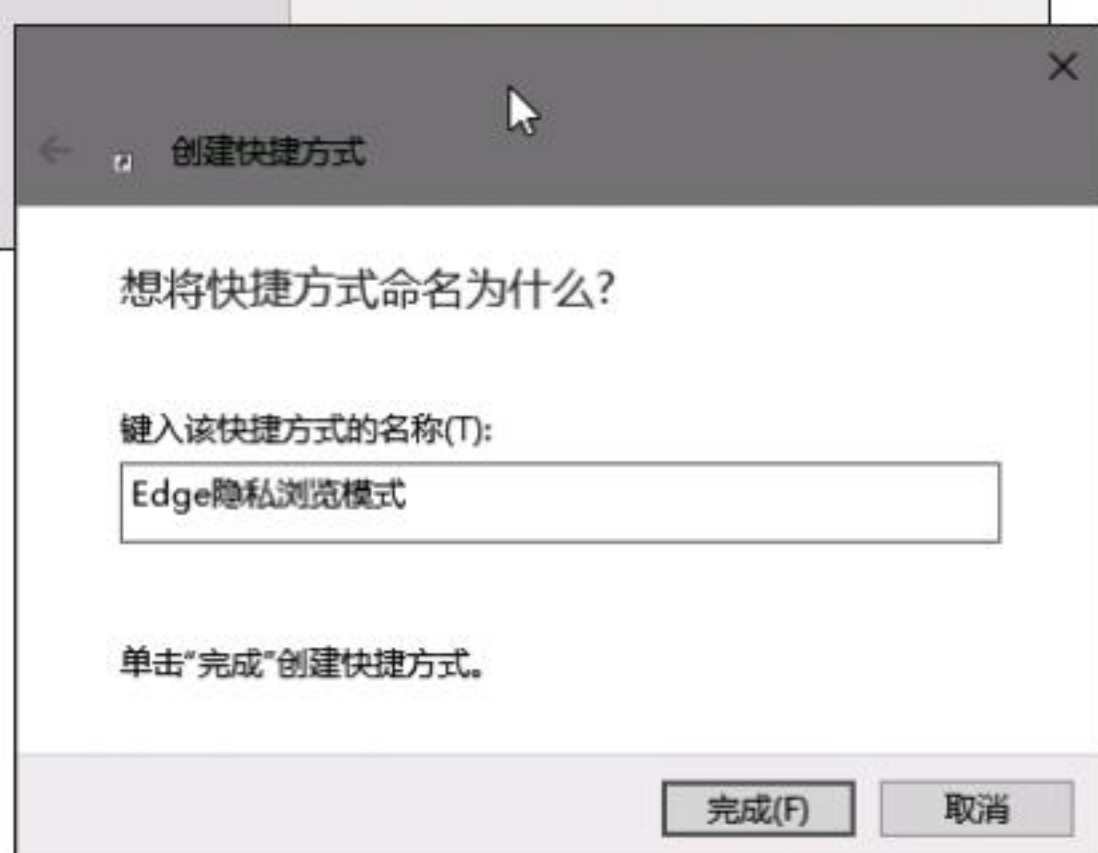 创建快捷方式
想将快捷方式命名为什么?
键入该快捷方式的名称(T):
Edge隐私浏览模式
单击“完成”创建快捷方式。
完成(F)
取消